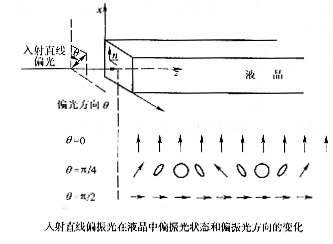 x
入射直线
偏光
θ
n
z
液 晶
偏光方向 θ
θ=0
θ=π/4
θ=π/2
入射直线偏振光在液晶中偏振光状态和偏振光方向的变化